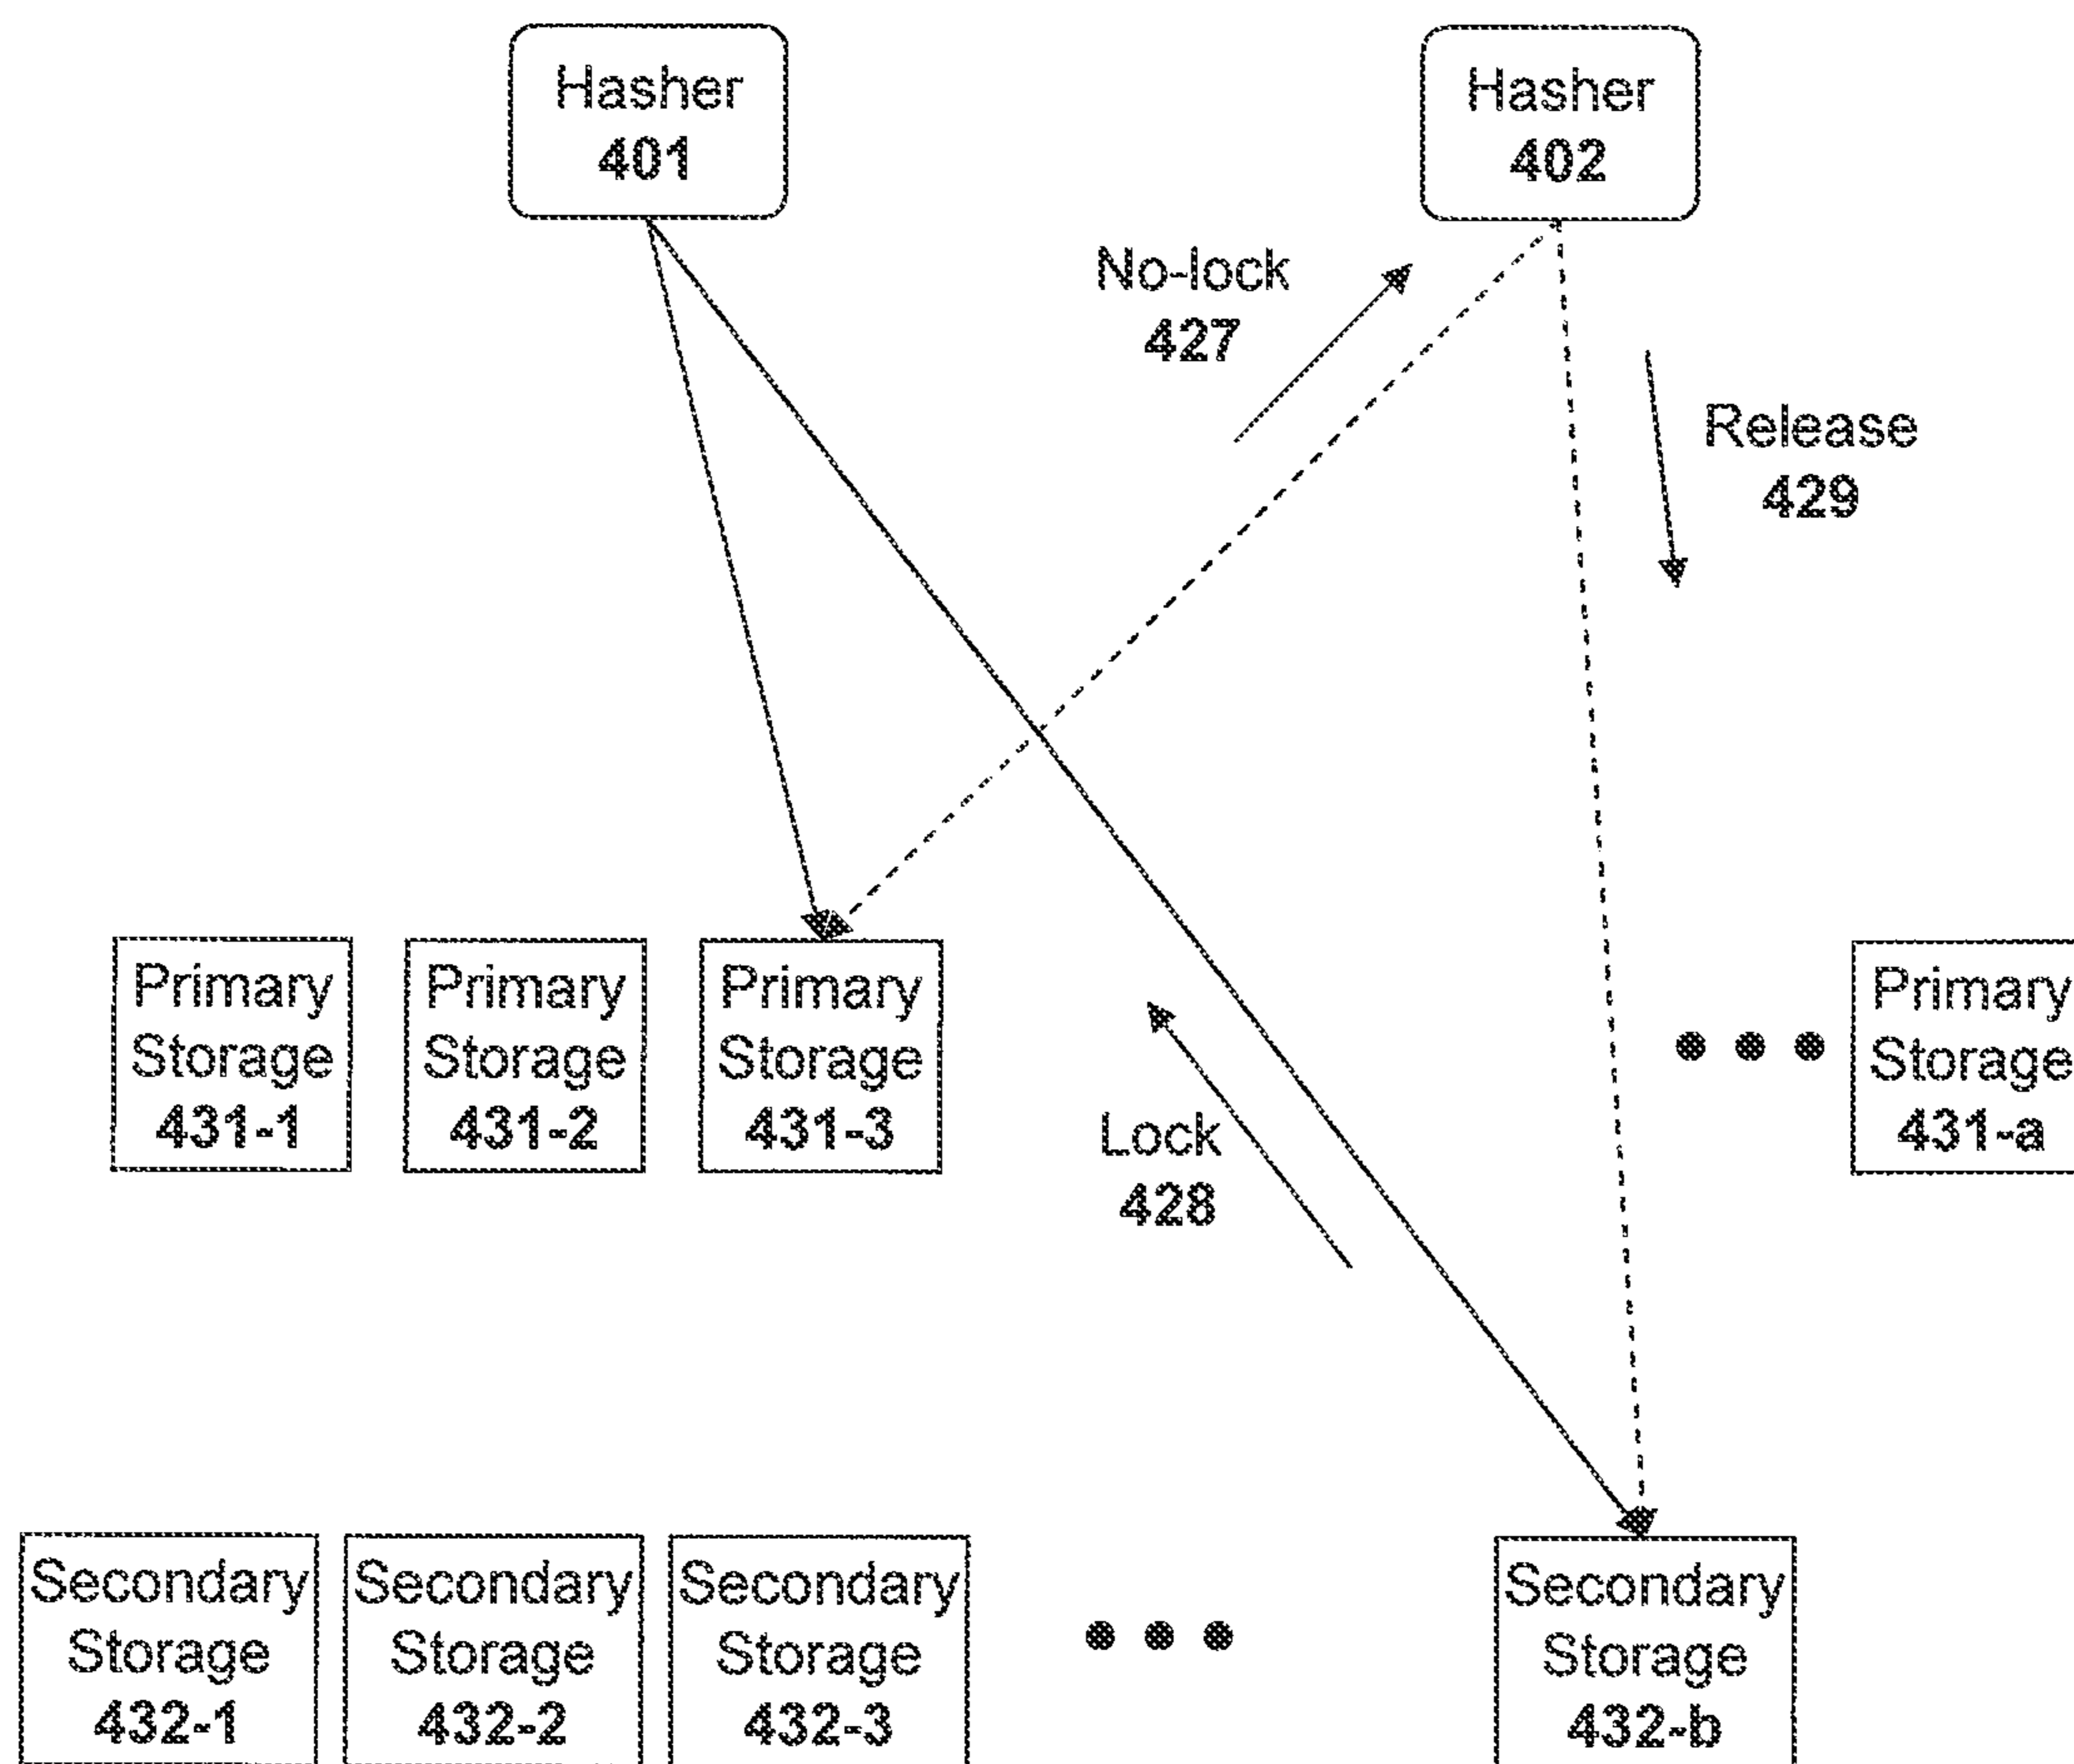 Hasher
401
Hasher
402
No-lock
427
Release
429
Primary
Storage
431-1
Primary
Storage
431-2
Primary
Storage
431-3
Primary
Storage
431-a
Lock
428
Secondary
Storage
432-1
Secondary
Storage
432-2
Secondary
Storage
432-3
Secondary
Storage
432-b